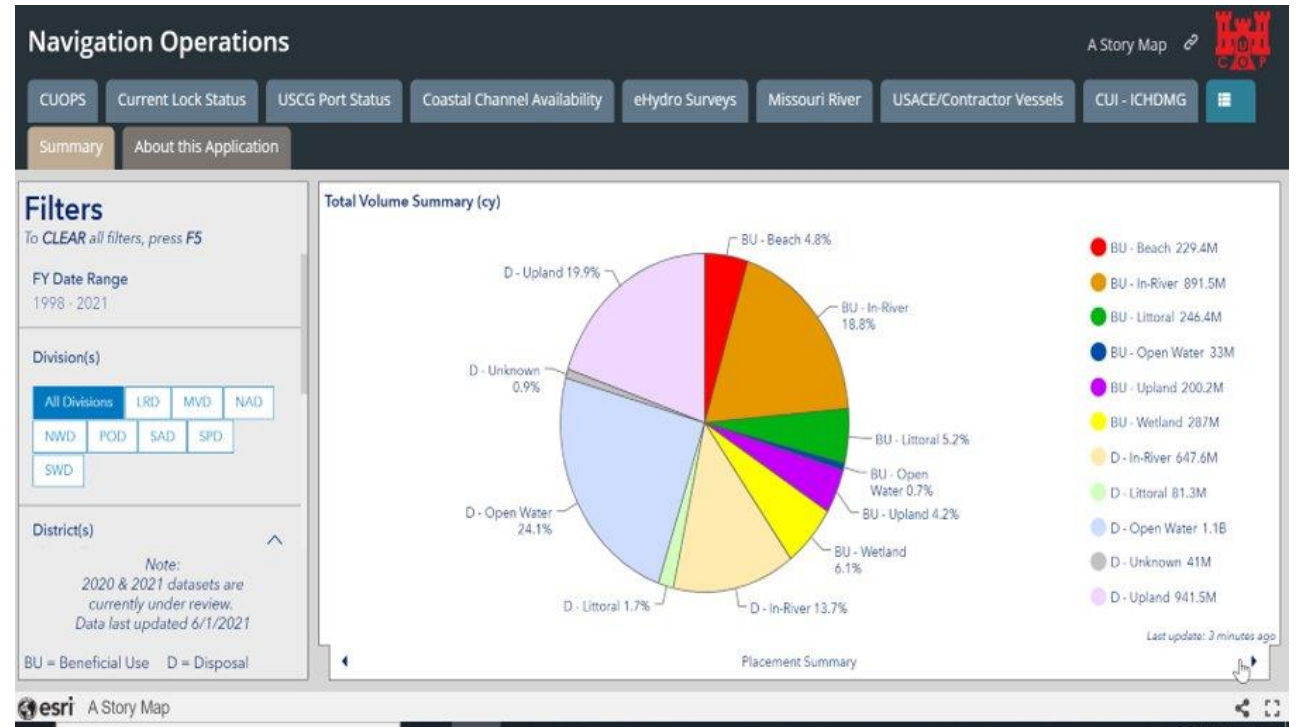 Navigation Operations
A Story Map
U
C O P
CUOPS
Current Lock Status
USCG Port Status
Coastal Channel Availability
eHydro Surveys
Missouri River
USACE/Contractor Vessels
CUI - ICHDMG
Summary
About this Application
Filters
To CLEAR all filters, press F5
FY Date Range
1998 - 2021
Division(s)
All Divisions
LRD
MVD
NAD
NWD
POD
SAD
SPD
SWD
District(s)
Note:
2020 & 2021 datasets are
currently under review.
Data last updated 6/1/2021
BU = Beneficial Use D = Disposal
Total Volume Summary (cy)
BU - Beach 4.8%
D - Upland 19.9%
BU - In-River
18.8%
D - Unknown
0.9%
BU - Littoral 5.2%
BU - Open
Water 0.7%
BU - Upland 4.2%
D - Open Water
24.1%
BU - Wetland
6.1%
D - Littoral 1.7%
D - In-River 13.7%
BU - Beach 229.4M
BU - In-River 891.5M
BU - Littoral 246.4M
BU - Open Water 33M
BU - Upland 200.2M
BU - Wetland 287M
D - In-River 647.6M
D - Littoral 81.3M
D - Open Water 1.1B
D - Unknown 41M
D - Upland 941.5M
Last update: 3 minutes ago
Placement Summary
esri A Story Map